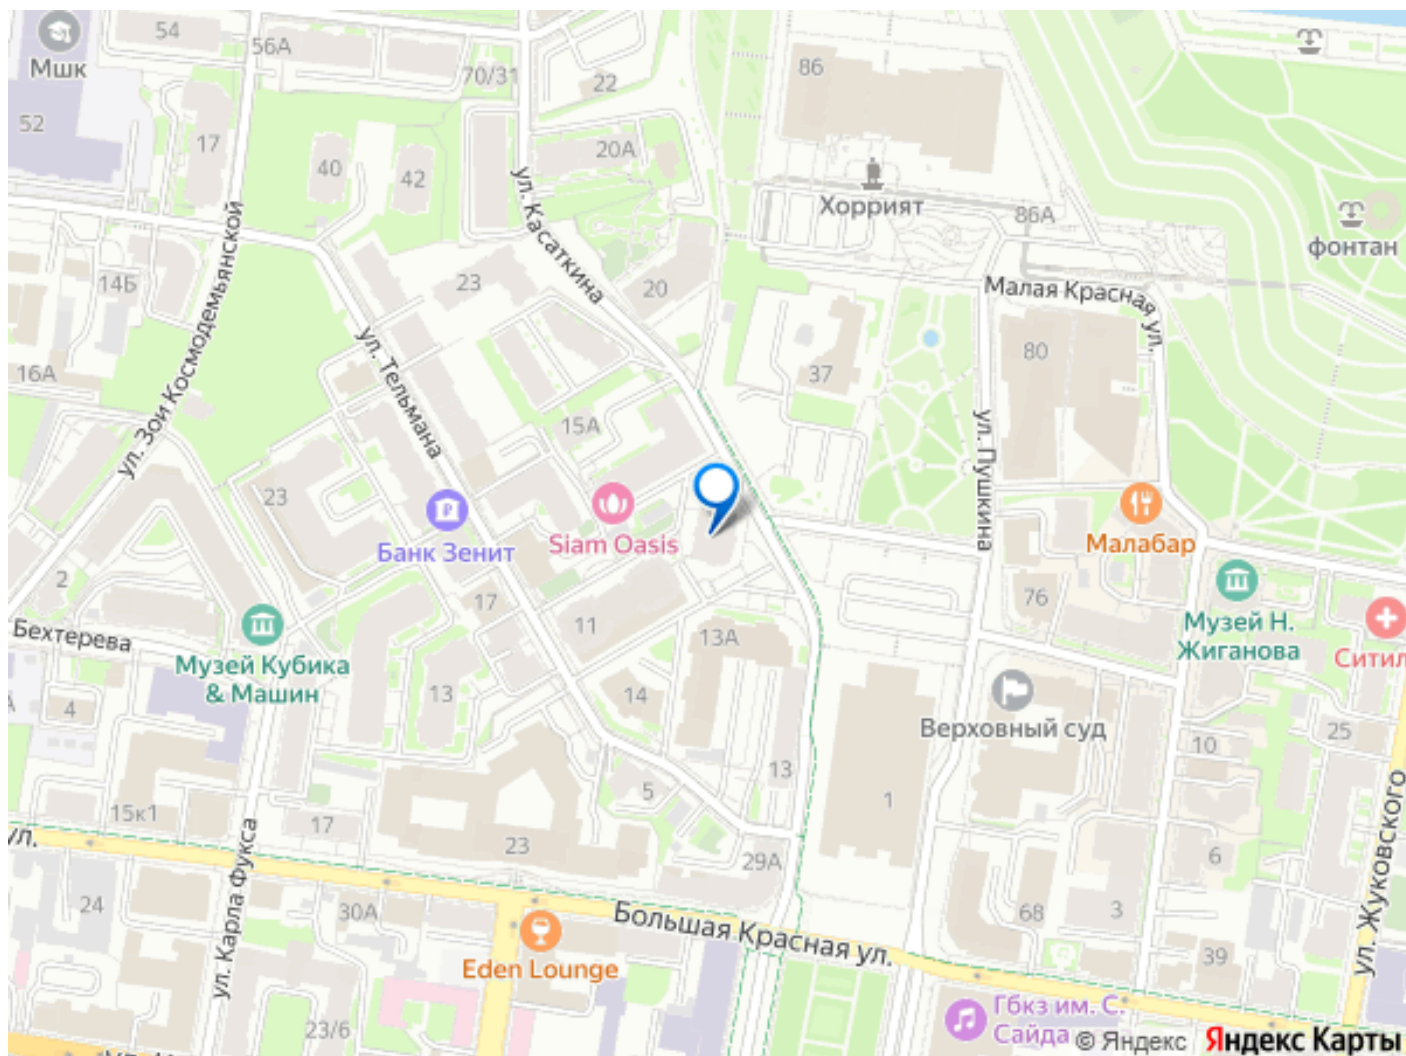 54
56А
Мшк
70/31
22
86
52
17
40
42
20А
ул. Касаткина
Хоррият
86А
фонтан
14Б
23
20
Малая Красная ул.
ул. Зои Космодемьянской
ул. Тельмана
80
37
16А
15А
ул. Пушкина
23
Банк Зенит
Siam Oasis
Малабар
2
17
11
13А
76
Бехтерева
Музей Кубика
& Машин
Музей Н.
Жиганова
Ситил
4
13
14
Верховный суд
25
10
13
5
1
15к1
17
ул.
23
29А
6
ул. Карла Фукса
ул. Жуковского
24
30А
Большая Красная ул.
68
3
Eden Lounge
39
23/6
Гбкз им. С.
Сайда
© Яндекс
Яндекс Карты